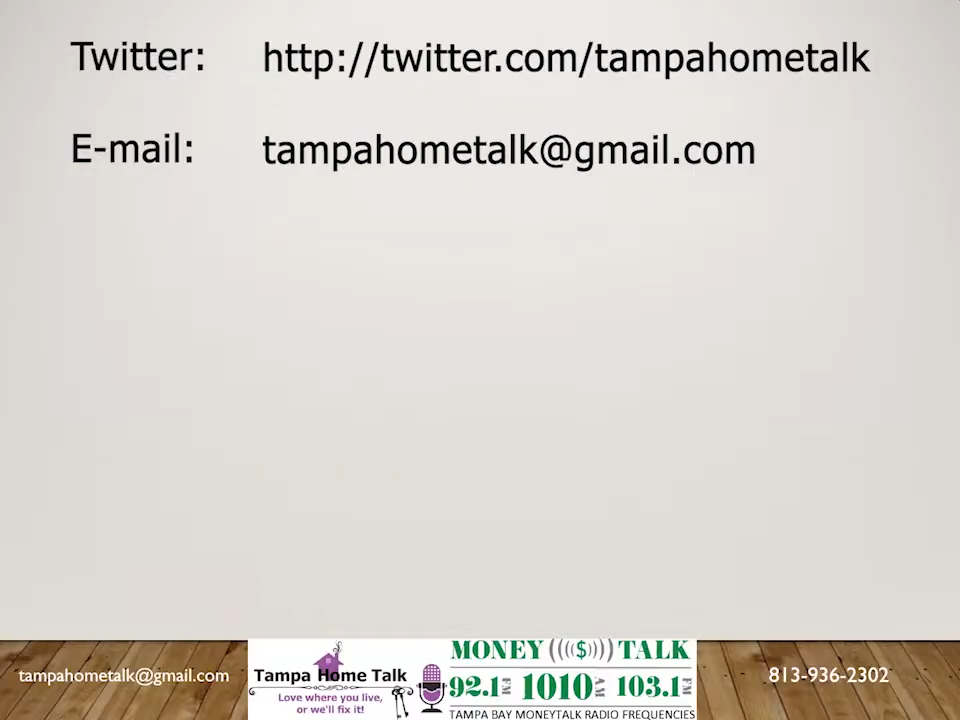 Twitter: http://twitter.com/tampahometalk
E-mail: tampahometalk@gmail.com
tampahometalk@gmail.com
Tampa Home Talk
Love where you live,
or we'll fix it!
MONEY ((($))) TALK
92.1 FM 1010 AM 103.1 FM
TAMPA BAY MONEYTALK RADIO FREQUENCIES
813-936-2302